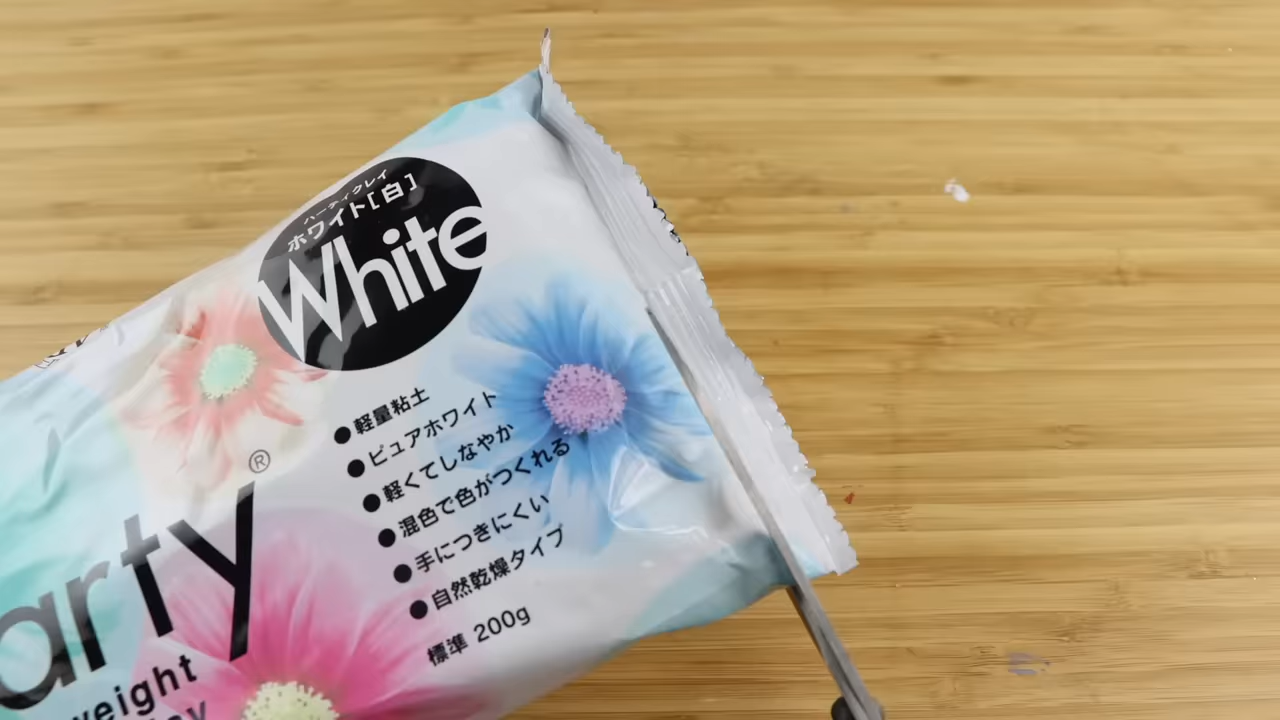 ハーティクレイ
ホワイト[白]
White
●軽量粘土
●ピュアホワイト
●軽くてしなやか
●混色で色がつくれる
●手につきにくい
●自然乾燥タイプ
標準 200g
arty®
weight